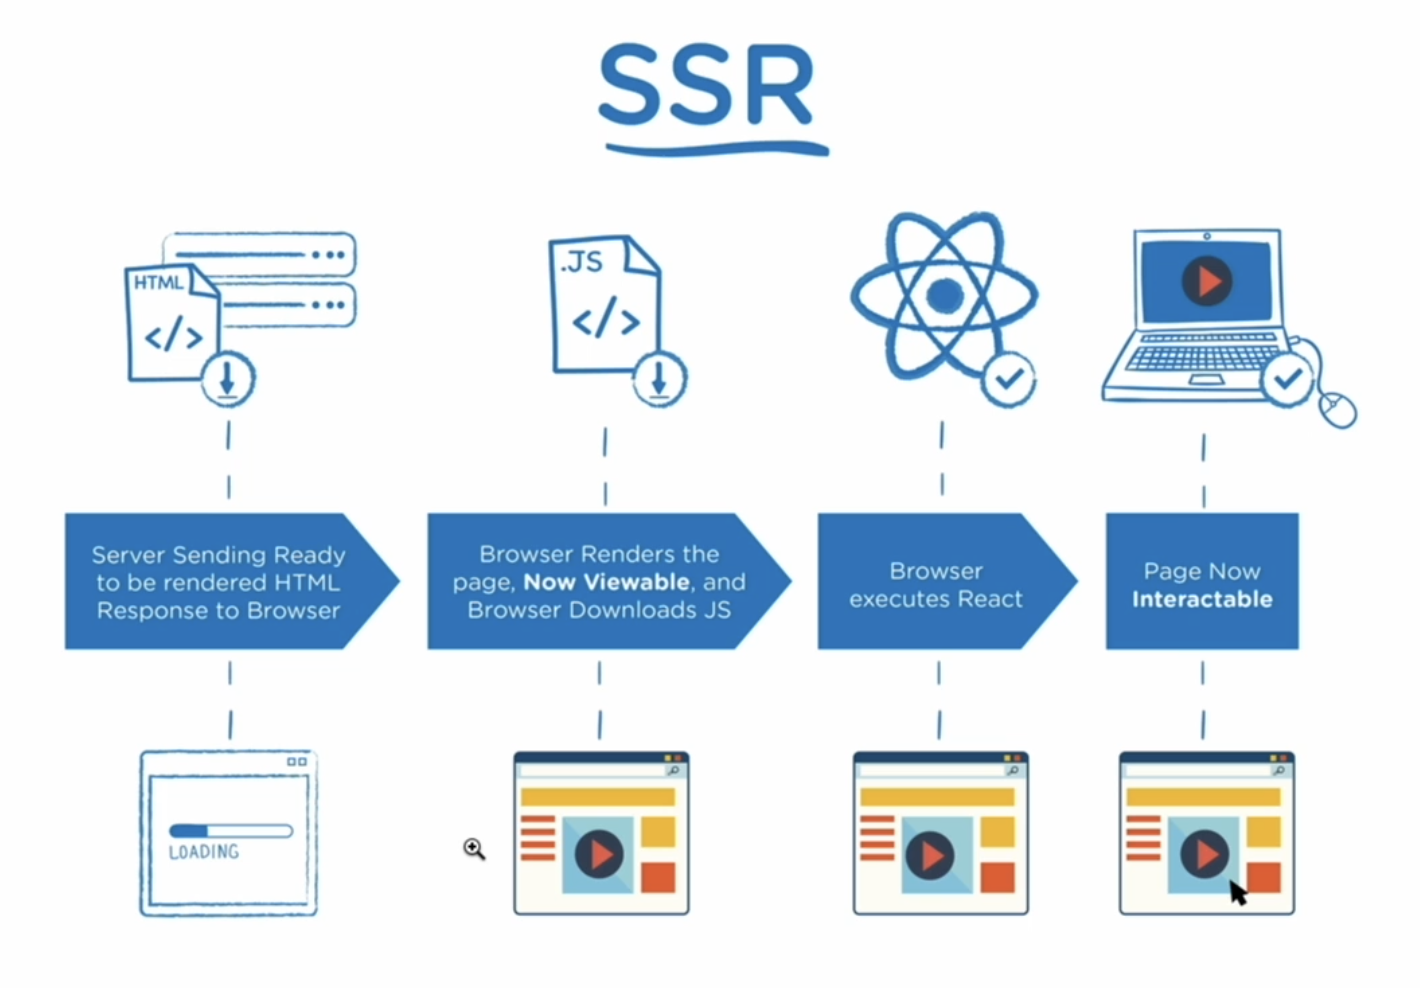 SSR
HTML
</>
.JS
</>
Server Sending Ready
to be rendered HTML
Response to Browser
Browser Renders the
page, Now Viewable, and
Browser Downloads JS
Browser
executes React
Page Now
Interactable
LOADING